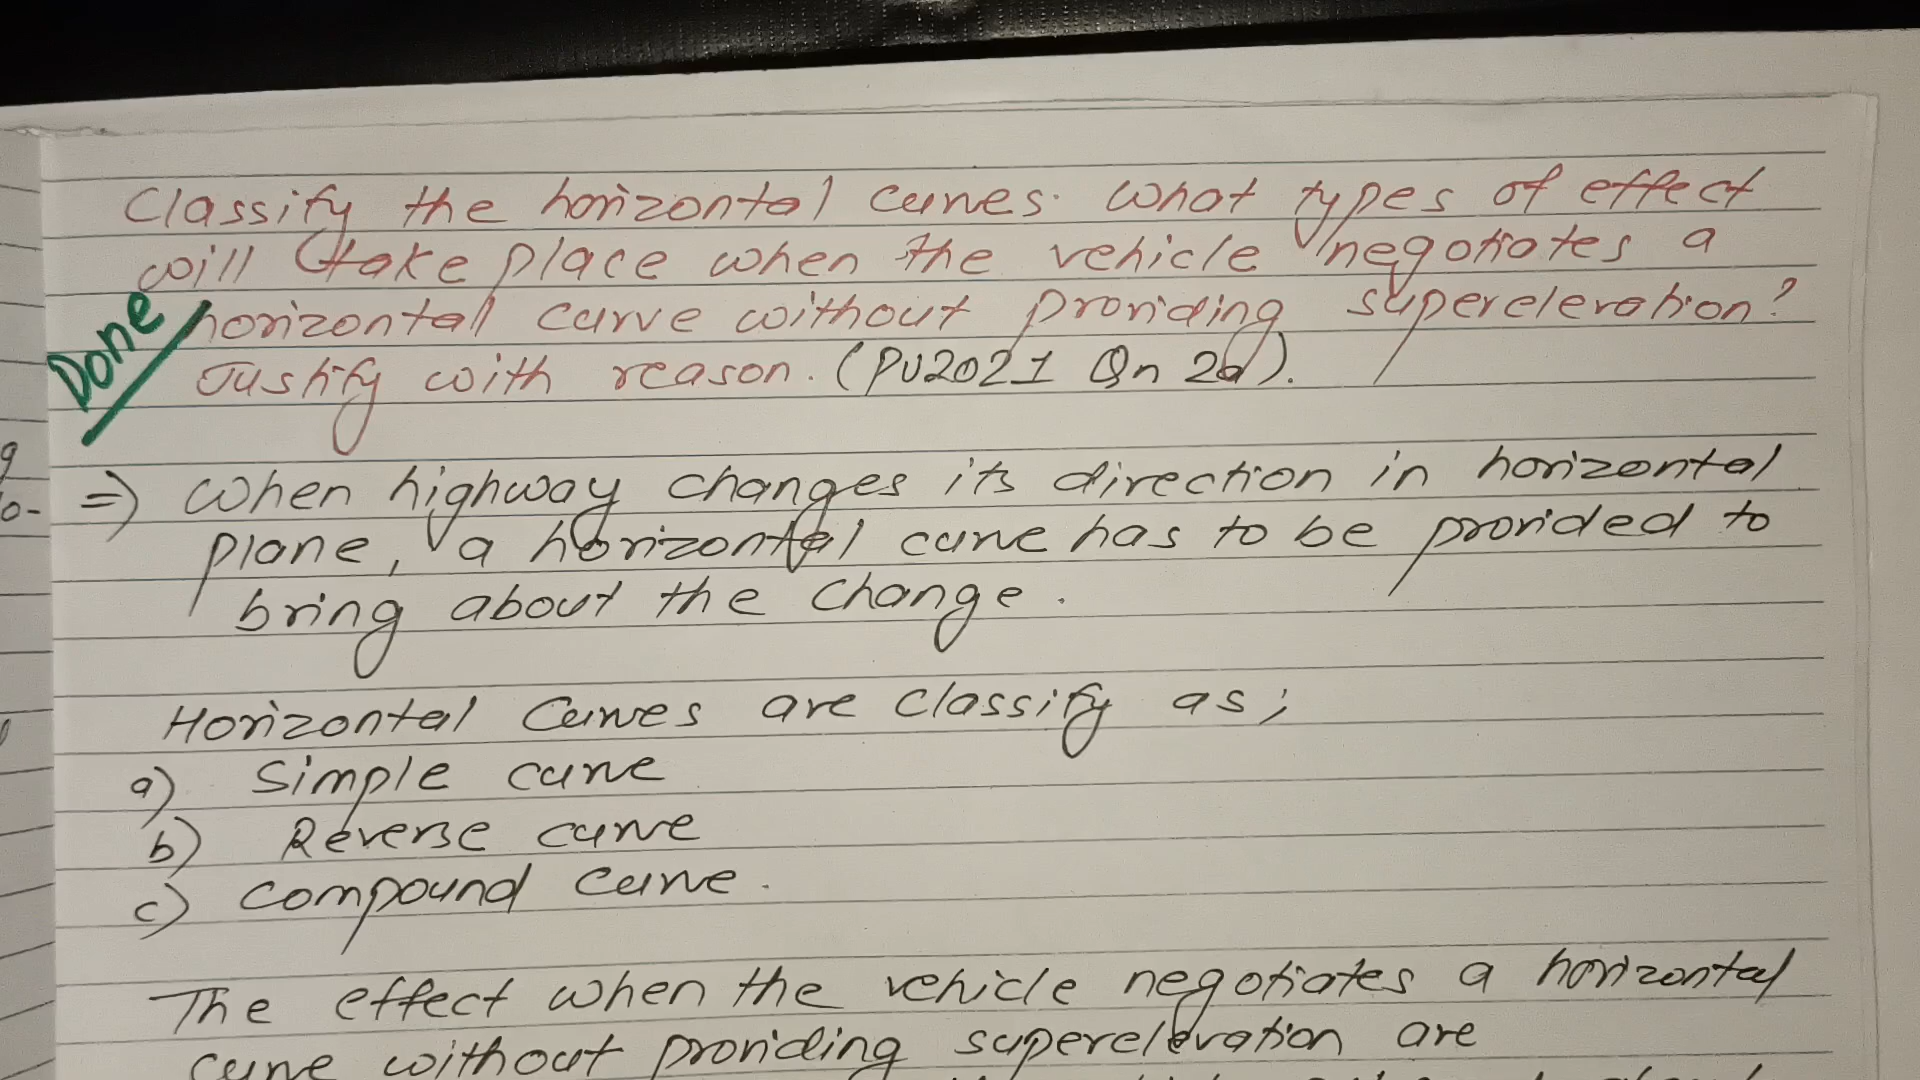 Classify the horizontal curves. What types of effect
will take place when the vehicle negotiates a
horizontal curve without providing superelevation?
Justify with reason. (PU2021 Qn 2a).
Done
=) When highway changes its direction in horizontal
plane, a horizontal curve has to be provided to
bring about the change.
Horizontal Curves are classify as;
a) Simple curve
b) Reverse curve
c) Compound curve.
The effect when the vehicle negotiates a horizontal
curve without providing superelevation are